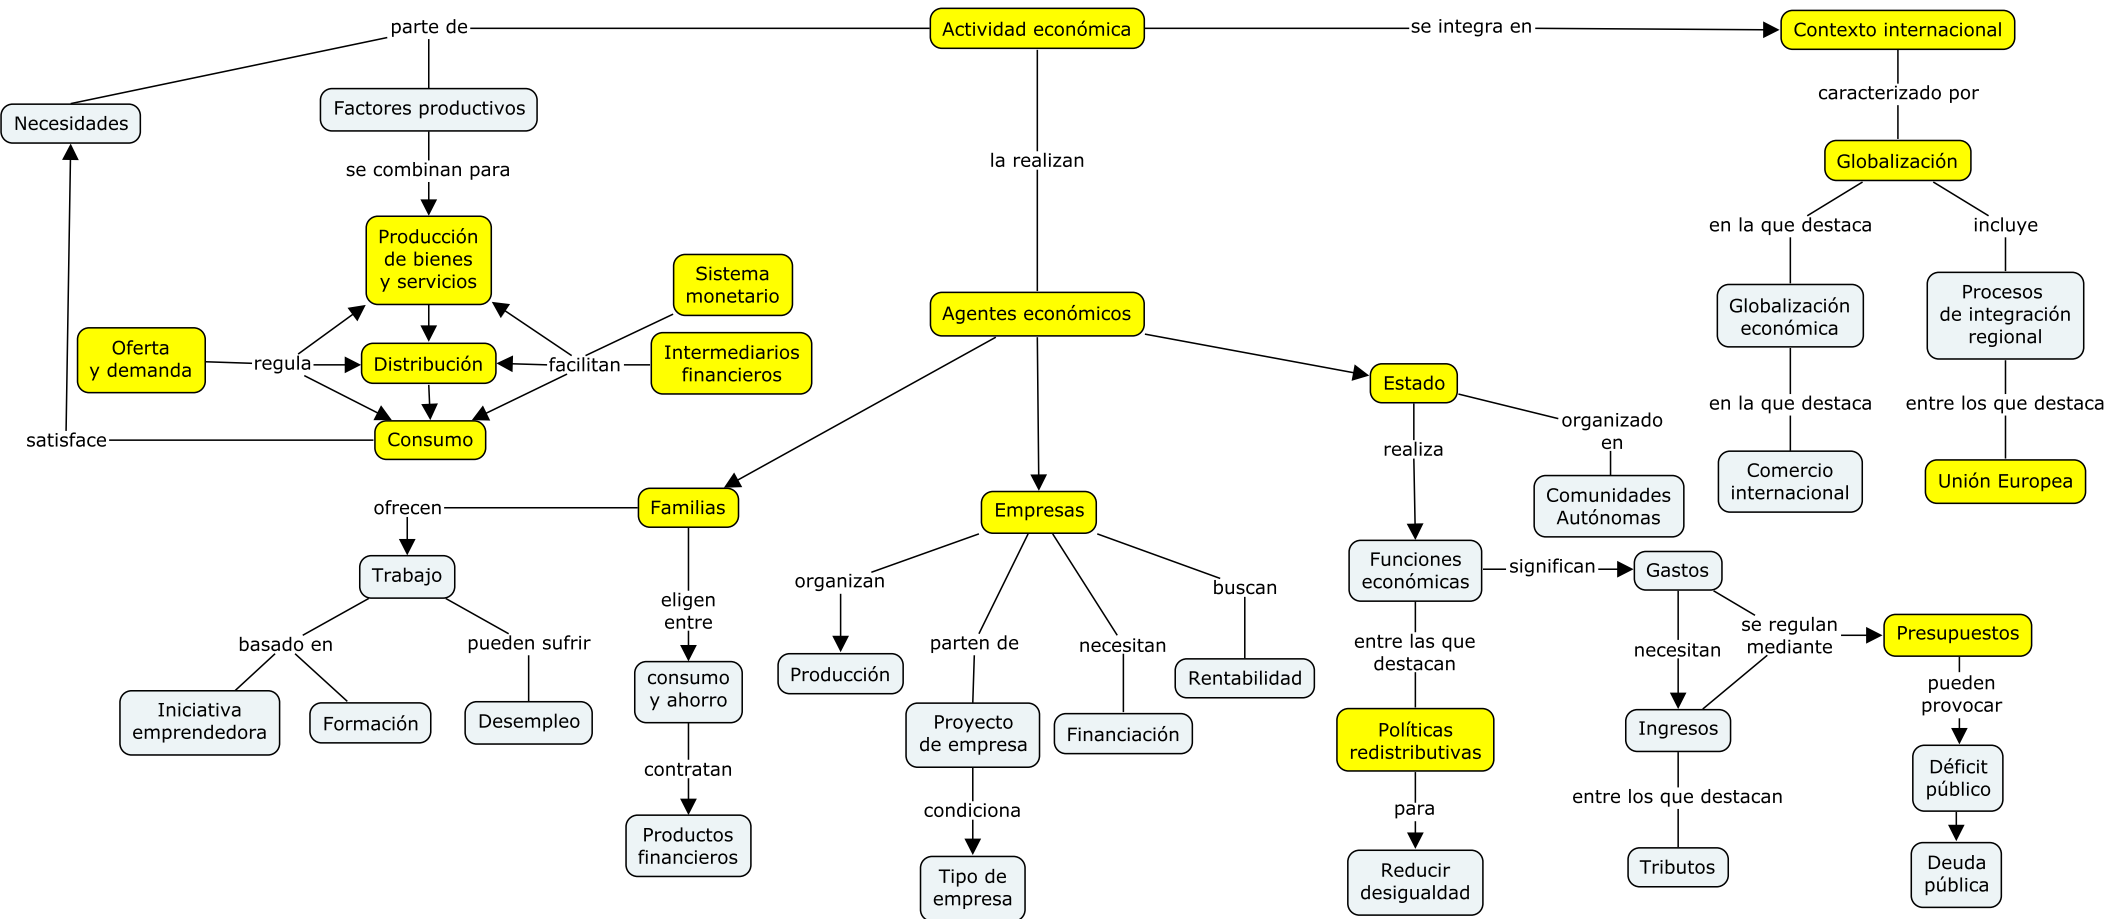 parte de
Actividad económica
se integra en
Contexto internacional
Necesidades
Factores productivos
caracterizado por
se combinan para
la realizan
Globalización
Producción
de bienes
y servicios
en la que destaca
incluye
Sistema
monetario
Globalización
económica
Procesos
de integración
regional
Agentes económicos
Oferta
y demanda
regula
Distribución
facilitan
Intermediarios
financieros
Estado
en la que destaca
entre los que destaca
satisface
Consumo
realiza
organizado
en
Comercio
internacional
Unión Europea
ofrecen
Familias
Empresas
Comunidades
Autónomas
Trabajo
organizan
buscan
Funciones
económicas
significan
Gastos
eligen
entre
basado en
pueden sufrir
parten de
necesitan
entre las que
destacan
necesitan
se regulan
mediante
Presupuestos
Producción
Rentabilidad
consumo
y ahorro
pueden
provocar
Iniciativa
emprendedora
Formación
Desempleo
Proyecto
de empresa
Financiación
Políticas
redistributivas
Ingresos
contratan
condiciona
para
entre los que destacan
Déficit
público
Productos
financieros
Tipo de
empresa
Reducir
desigualdad
Tributos
Deuda
pública